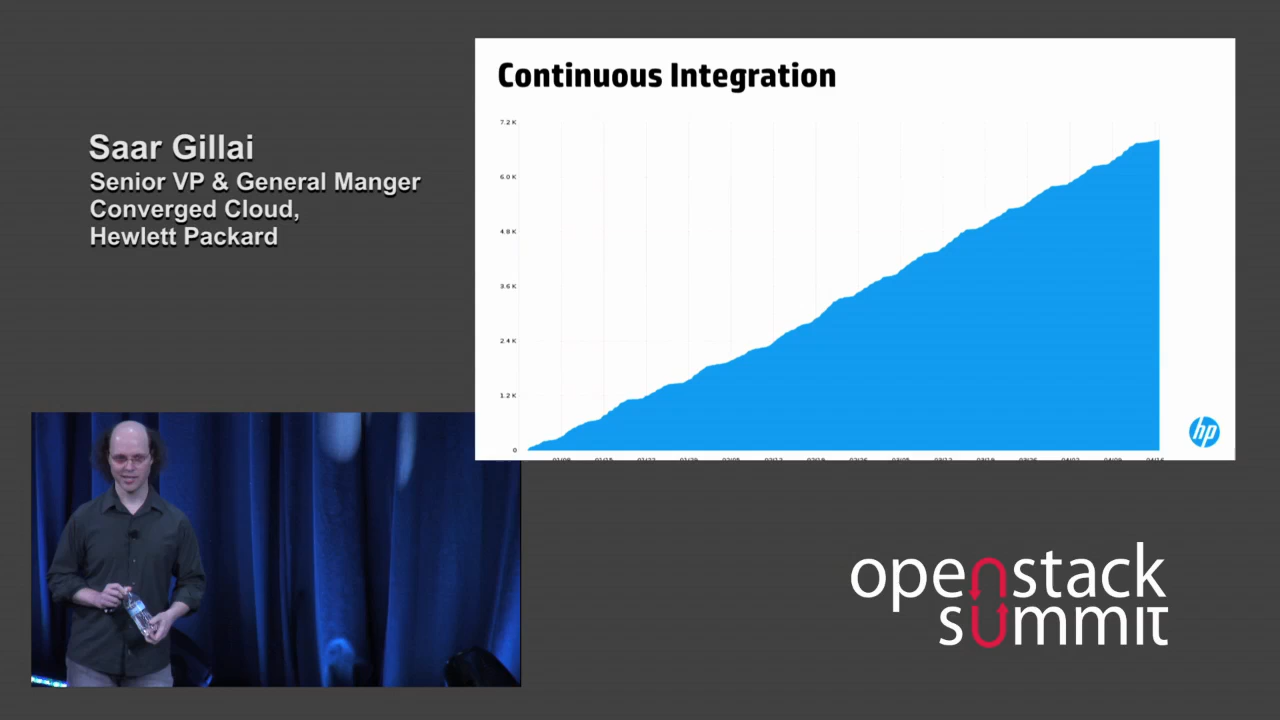 Continuous Integration
Saar Gillai
Senior VP & General Manger
Converged Cloud,
Hewlett Packard
7.2 K
6.0 K
4.8 K
3.6 K
2.4 K
1.2 K
0
hp
openstack
summit